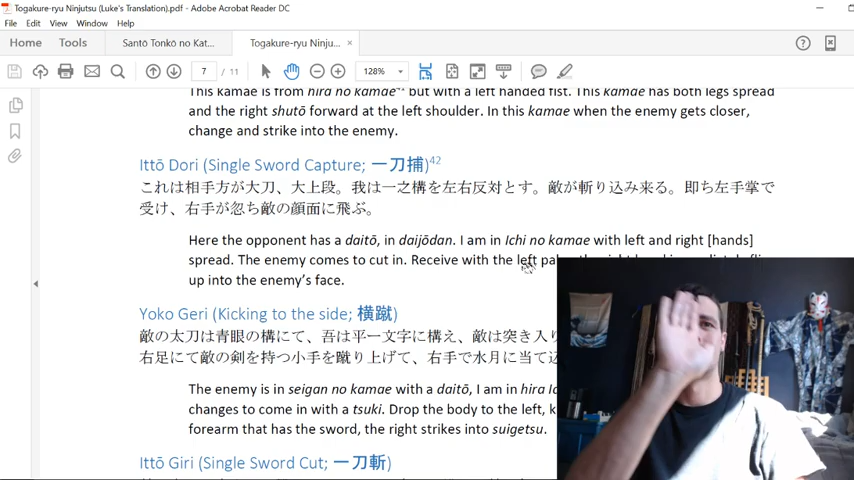 Togakure-ryu Ninjutsu (Luke's Translation).pdf - Adobe Acrobat Reader DC
File Edit View Window Help
Home Tools Santō Tonkō no Kat... Togakure-ryu Ninju... ×
7 / 11 128%
This kamae is from hira no kamae but with a left handed fist. This kamae has both legs spread
and the right shutō forward at the left shoulder. In this kamae when the enemy gets closer,
change and strike into the enemy.
Ittō Dori (Single Sword Capture; 一刀捕)42
これは相手方が大刀、大上段。我は一之構を左右反対とす。敵が斬り込み来る。即ち左手掌で
受け、右手が忽ち敵の顔面に飛ぶ。
Here the opponent has a daitō, in daijōdan. I am in Ichi no kamae with left and right [hands]
spread. The enemy comes to cut in. Receive with the left
up into the enemy's face.
Yoko Geri (Kicking to the side; 横蹴)
敵の太刀は青眼の構にて、吾は平一文字に構え、敵は突き入り
右足にて敵の剣を持つ小手を蹴り上げて、右手で水月に当て
The enemy is in seigan no kamae with a daitō, I am in hira
changes to come in with a tsuki. Drop the body to the left,
forearm that has the sword, the right strikes into suigetsu.
Ittō Giri (Single Sword Cut; 一刀斬)